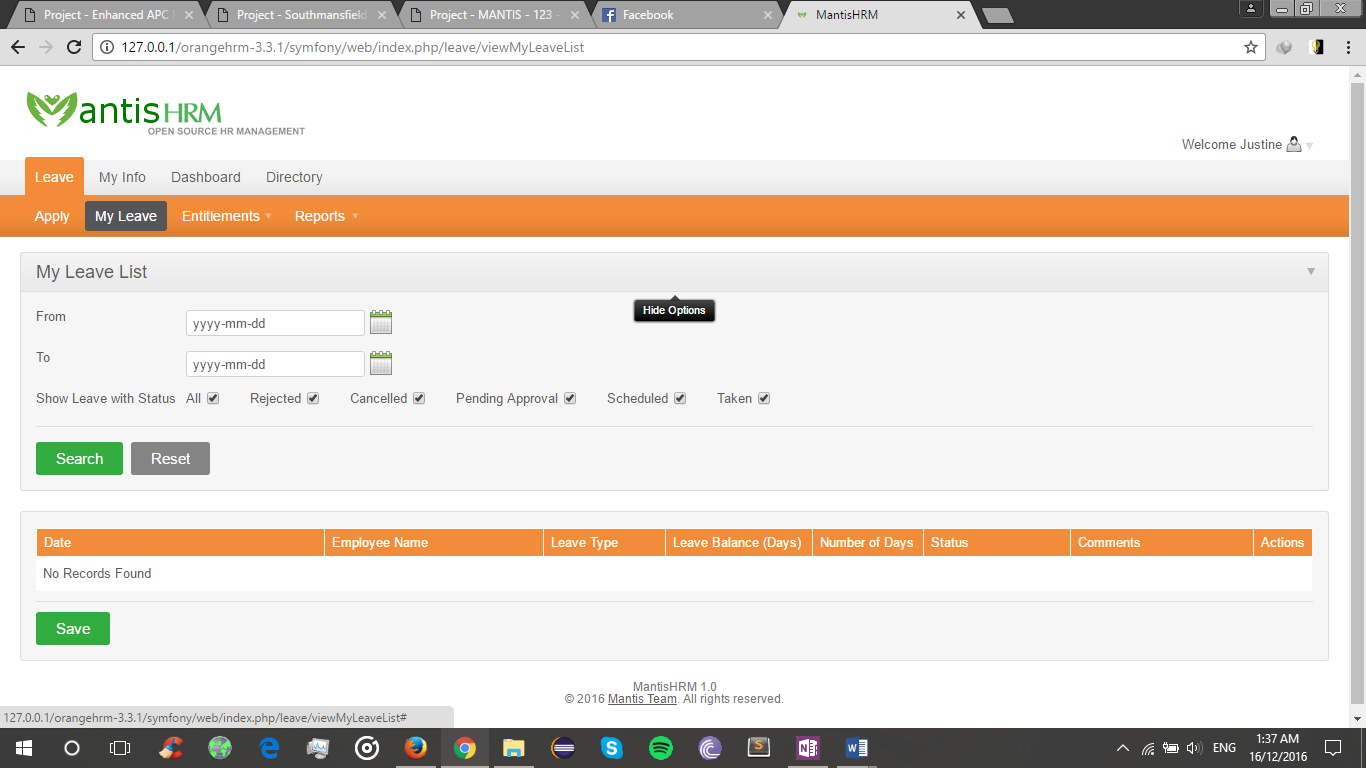 Project - Enhanced APC
Project - Southmansfield
Project - MANTIS - 123 -
Facebook
MantisHRM
127.0.0.1/orangehrm-3.3.1/symfony/web/index.php/leave/viewMyLeaveList
antis HRM
OPEN SOURCE HR MANAGEMENT
Welcome Justine
Leave My Info Dashboard Directory
Apply My Leave Entitlements Reports
My Leave List
Hide Options
From yyyy-mm-dd
To yyyy-mm-dd
Show Leave with Status All Rejected Cancelled Pending Approval Scheduled Taken
Search Reset
Date Employee Name Leave Type Leave Balance (Days) Number of Days Status Comments Actions
No Records Found
Save
MantisHRM 1.0
© 2016 Mantis Team. All rights reserved.
127.0.0.1/orangehrm-3.3.1/symfony/web/index.php/leave/viewMyLeaveList#
ENG
1:37 AM
16/12/2016